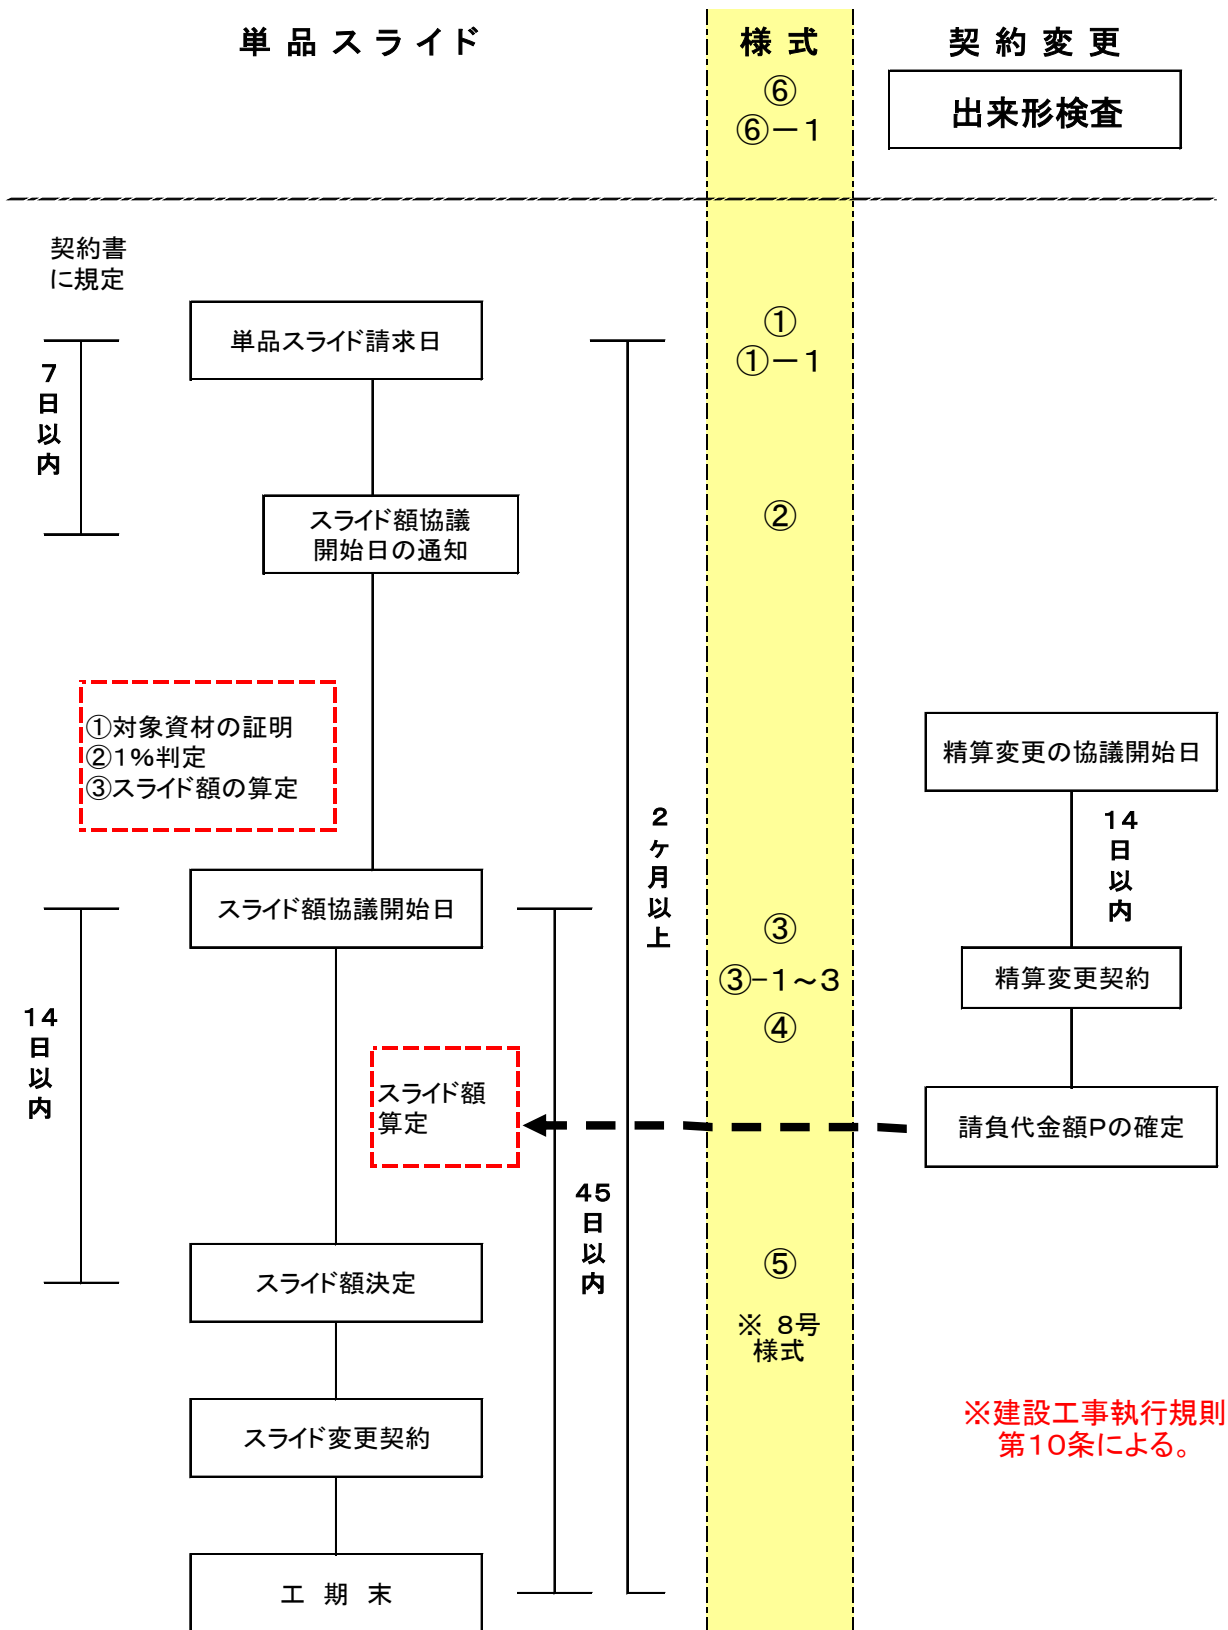 単品スライド
様式
契約変更
⑥
⑥－１
出来形検査
契約書
に規定
単品スライド請求日
①
①－１
7日以内
スライド額協議
開始日の通知
②
①対象資材の証明
②１％判定
③スライド額の算定
精算変更の協議開始日
２ヶ月以上
14日以内
スライド額協議開始日
③
③-１～３
④
精算変更契約
14日以内
スライド額
算定
請負代金額Ｐの確定
45日以内
スライド額決定
⑤
※ 8号
様式
スライド変更契約
※建設工事執行規則
第10条による。
工 期 末